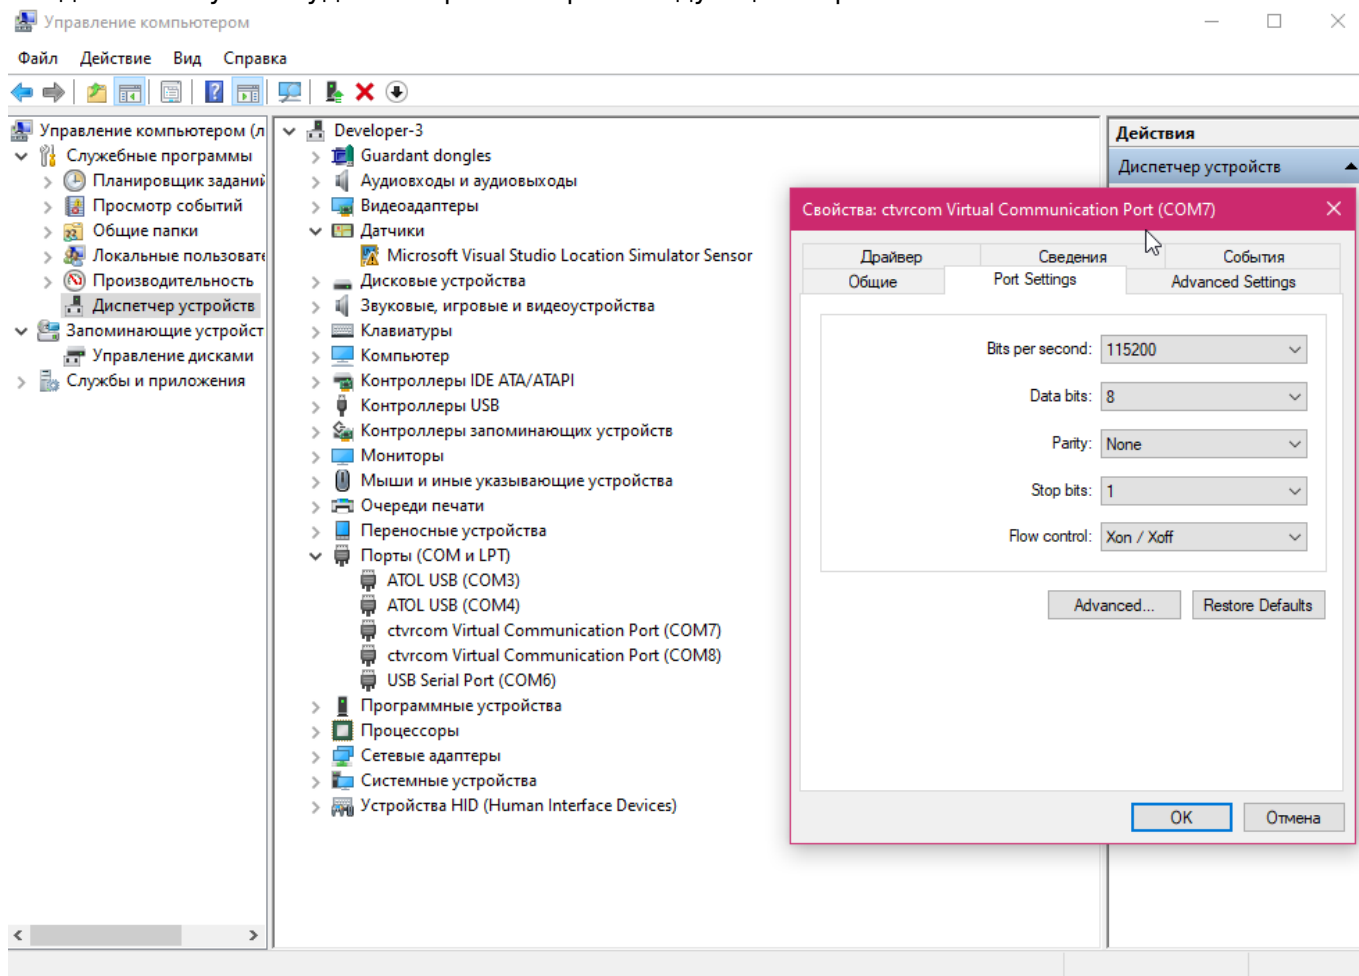 Управление компьютером
Файл Действие Вид Справка
Управление компьютером (л
Служебные программы
Планировщик заданий
Просмотр событий
Общие папки
Локальные пользовате
Производительность
Диспетчер устройств
Запоминающие устройст
Управление дисками
Службы и приложения
Developer-3
Guardant dongles
Аудиовходы и аудиовыходы
Видеоадаптеры
Датчики
Microsoft Visual Studio Location Simulator Sensor
Дисковые устройства
Звуковые, игровые и видеоустройства
Клавиатуры
Компьютер
Контроллеры IDE ATA/ATAPI
Контроллеры USB
Контроллеры запоминающих устройств
Мониторы
Мыши и иные указывающие устройства
Очереди печати
Переносные устройства
Порты (COM и LPT)
ATOL USB (COM3)
ATOL USB (COM4)
ctvrcom Virtual Communication Port (COM7)
ctvrcom Virtual Communication Port (COM8)
USB Serial Port (COM6)
Программные устройства
Процессоры
Сетевые адаптеры
Системные устройства
Устройства HID (Human Interface Devices)
Действия
Диспетчер устройств
Свойства: ctvrcom Virtual Communication Port (COM7)
Драйвер Сведения События
Общие Port Settings Advanced Settings
Bits per second: 115200
Data bits: 8
Parity: None
Stop bits: 1
Flow control: Xon / Xoff
Advanced... Restore Defaults
OK Отмена